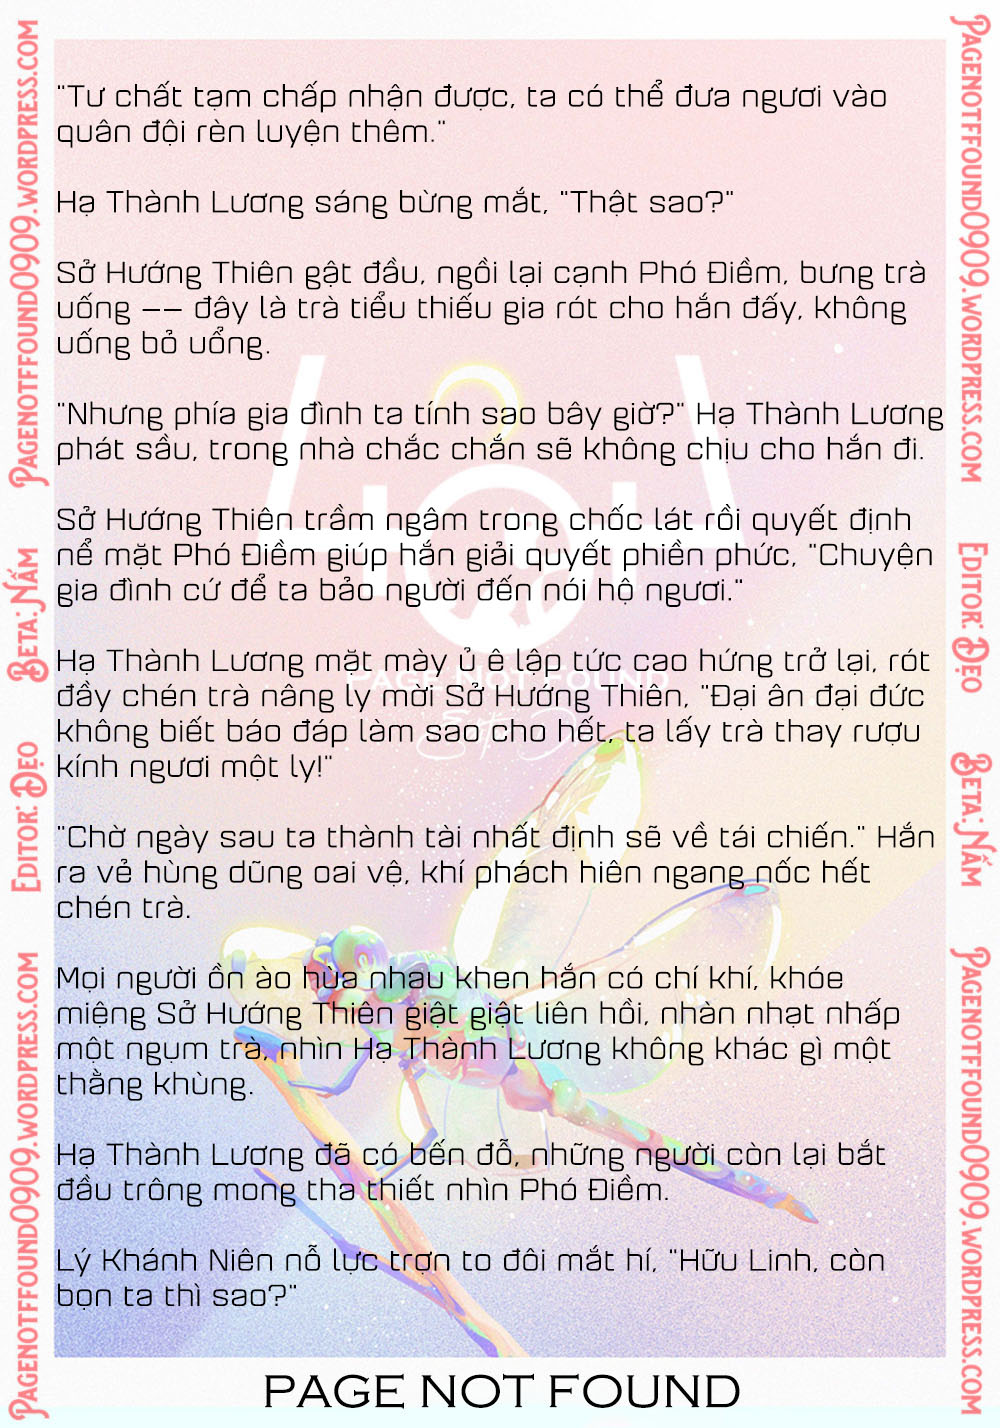 "Tư chất tạm chấp nhận được, ta có thể đưa ngươi vào
quân đội rèn luyện thêm."
Hạ Thành Lương sáng bừng mắt, "Thật sao?"
Sở Hướng Thiên gật đầu, ngồi lại cạnh Phó Điềm, bưng trà
uống –– đây là trà tiểu thiếu gia rót cho hắn đấy, không
uống bỏ uổng.
"Nhưng phía gia đình ta tính sao bây giờ?" Hạ Thành Lương
phát sầu, trong nhà chắc chắn sẽ không chịu cho hắn đi.
Sở Hướng Thiên trầm ngâm trong chốc lát rồi quyết định
nể mặt Phó Điềm giúp hắn giải quyết phiền phức, "Chuyện
gia đình cứ để ta bảo người đến nói hộ ngươi."
Hạ Thành Lương mặt mày ủ ê lập tức cao hứng trở lại, rót
đầy chén trà nâng ly mời Sở Hướng Thiên, "Đại ân đại đức
không biết báo đáp làm sao cho hết, ta lấy trà thay rượu
kính ngươi một ly!"
"Chờ ngày sau ta thành tài nhất định sẽ về tái chiến." Hắn
ra vẻ hùng dũng oai vệ, khí phách hiên ngang nốc hết
chén trà.
Mọi người ồn ào hùa nhau khen hắn có chí khí, khóe
miệng Sở Hướng Thiên giật giật liên hồi, nhàn nhạt nhấp
một ngụm trà, nhìn Hạ Thành Lương không khác gì một
thằng khùng.
Hạ Thành Lương đã có bến đỗ, những người còn lại bắt
đầu trông mong tha thiết nhìn Phó Điềm.
Lý Khánh Niên nỗ lực trợn to đôi mắt hí, "Hữu Linh, còn
bọn ta thì sao?"
PAGE NOT FOUND
PAGE NOT FOUND
Pagenotffound0909.wordpress.com
Beta: Nấm
Editor: Dẹo
Pagenotffound0909.wordpress.com
Pagenotffound0909.wordpress.com
Editor: Dẹo
Beta: Nấm
Pagenotffound0909.wordpress.com